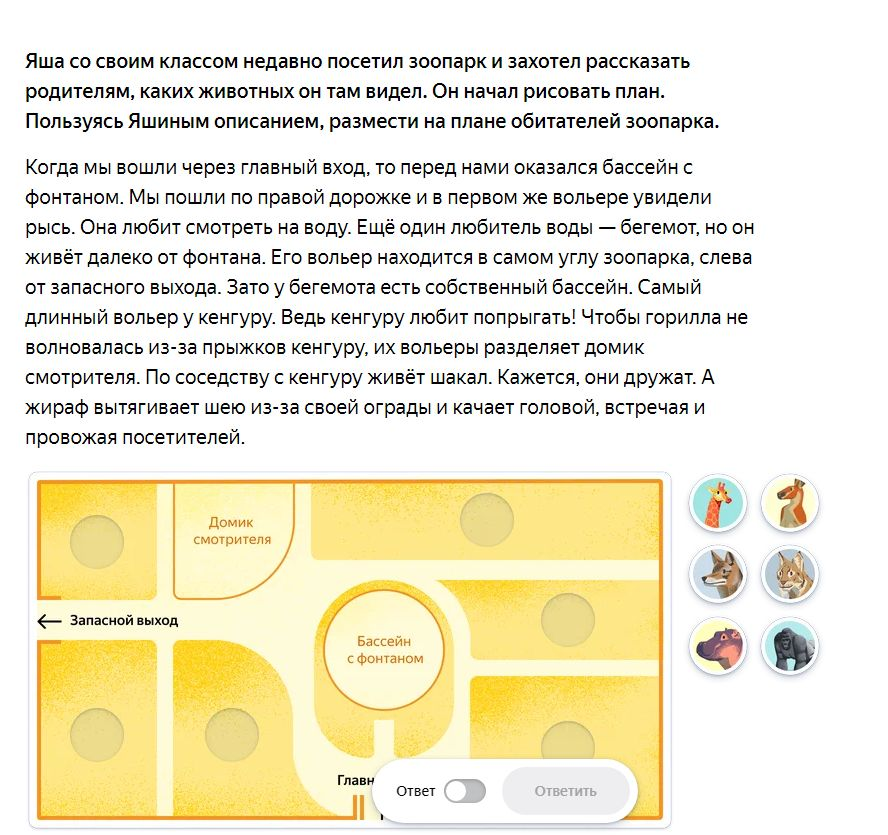 Яша со своим классом недавно посетил зоопарк и захотел рассказать
родителям, каких животных он там видел. Он начал рисовать план.
Пользуясь Яшиным описанием, размести на плане обитателей зоопарка.
Когда мы вошли через главный вход, то перед нами оказался бассейн с
фонтаном. Мы пошли по правой дорожке и в первом же вольере увидели
рысь. Она любит смотреть на воду. Ещё один любитель воды — бегемот, но он
живёт далеко от фонтана. Его вольер находится в самом углу зоопарка, слева
от запасного выхода. Зато у бегемота есть собственный бассейн. Самый
длинный вольер у кенгуру. Ведь кенгуру любит попрыгать! Чтобы горилла не
волновалась из-за прыжков кенгуру, их вольеры разделяет домик
смотрителя. По соседству с кенгуру живёт шакал. Кажется, они дружат. А
жираф вытягивает шею из-за своей ограды и качает головой, встречая и
провожая посетителей.
Домик
смотрителя
Запасной выход
Бассейн
с фонтаном
Главн
Ответ
Ответить